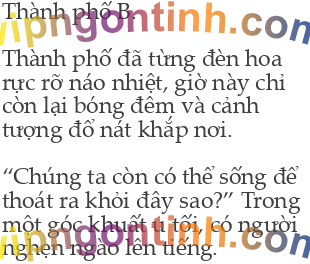 Thành phố B.
vipngontinh.com
Thành phố đã từng đèn hoa
rực rỡ náo nhiệt, giờ này chỉ
còn lại bóng đêm và cảnh
tượng đổ nát khắp nơi.
“Chúng ta còn có thể sống để
thoát ra khỏi đây sao?” Trong
một góc khuất u tối, có người
nghẹn ngào lên tiếng.
vipngontinh.com